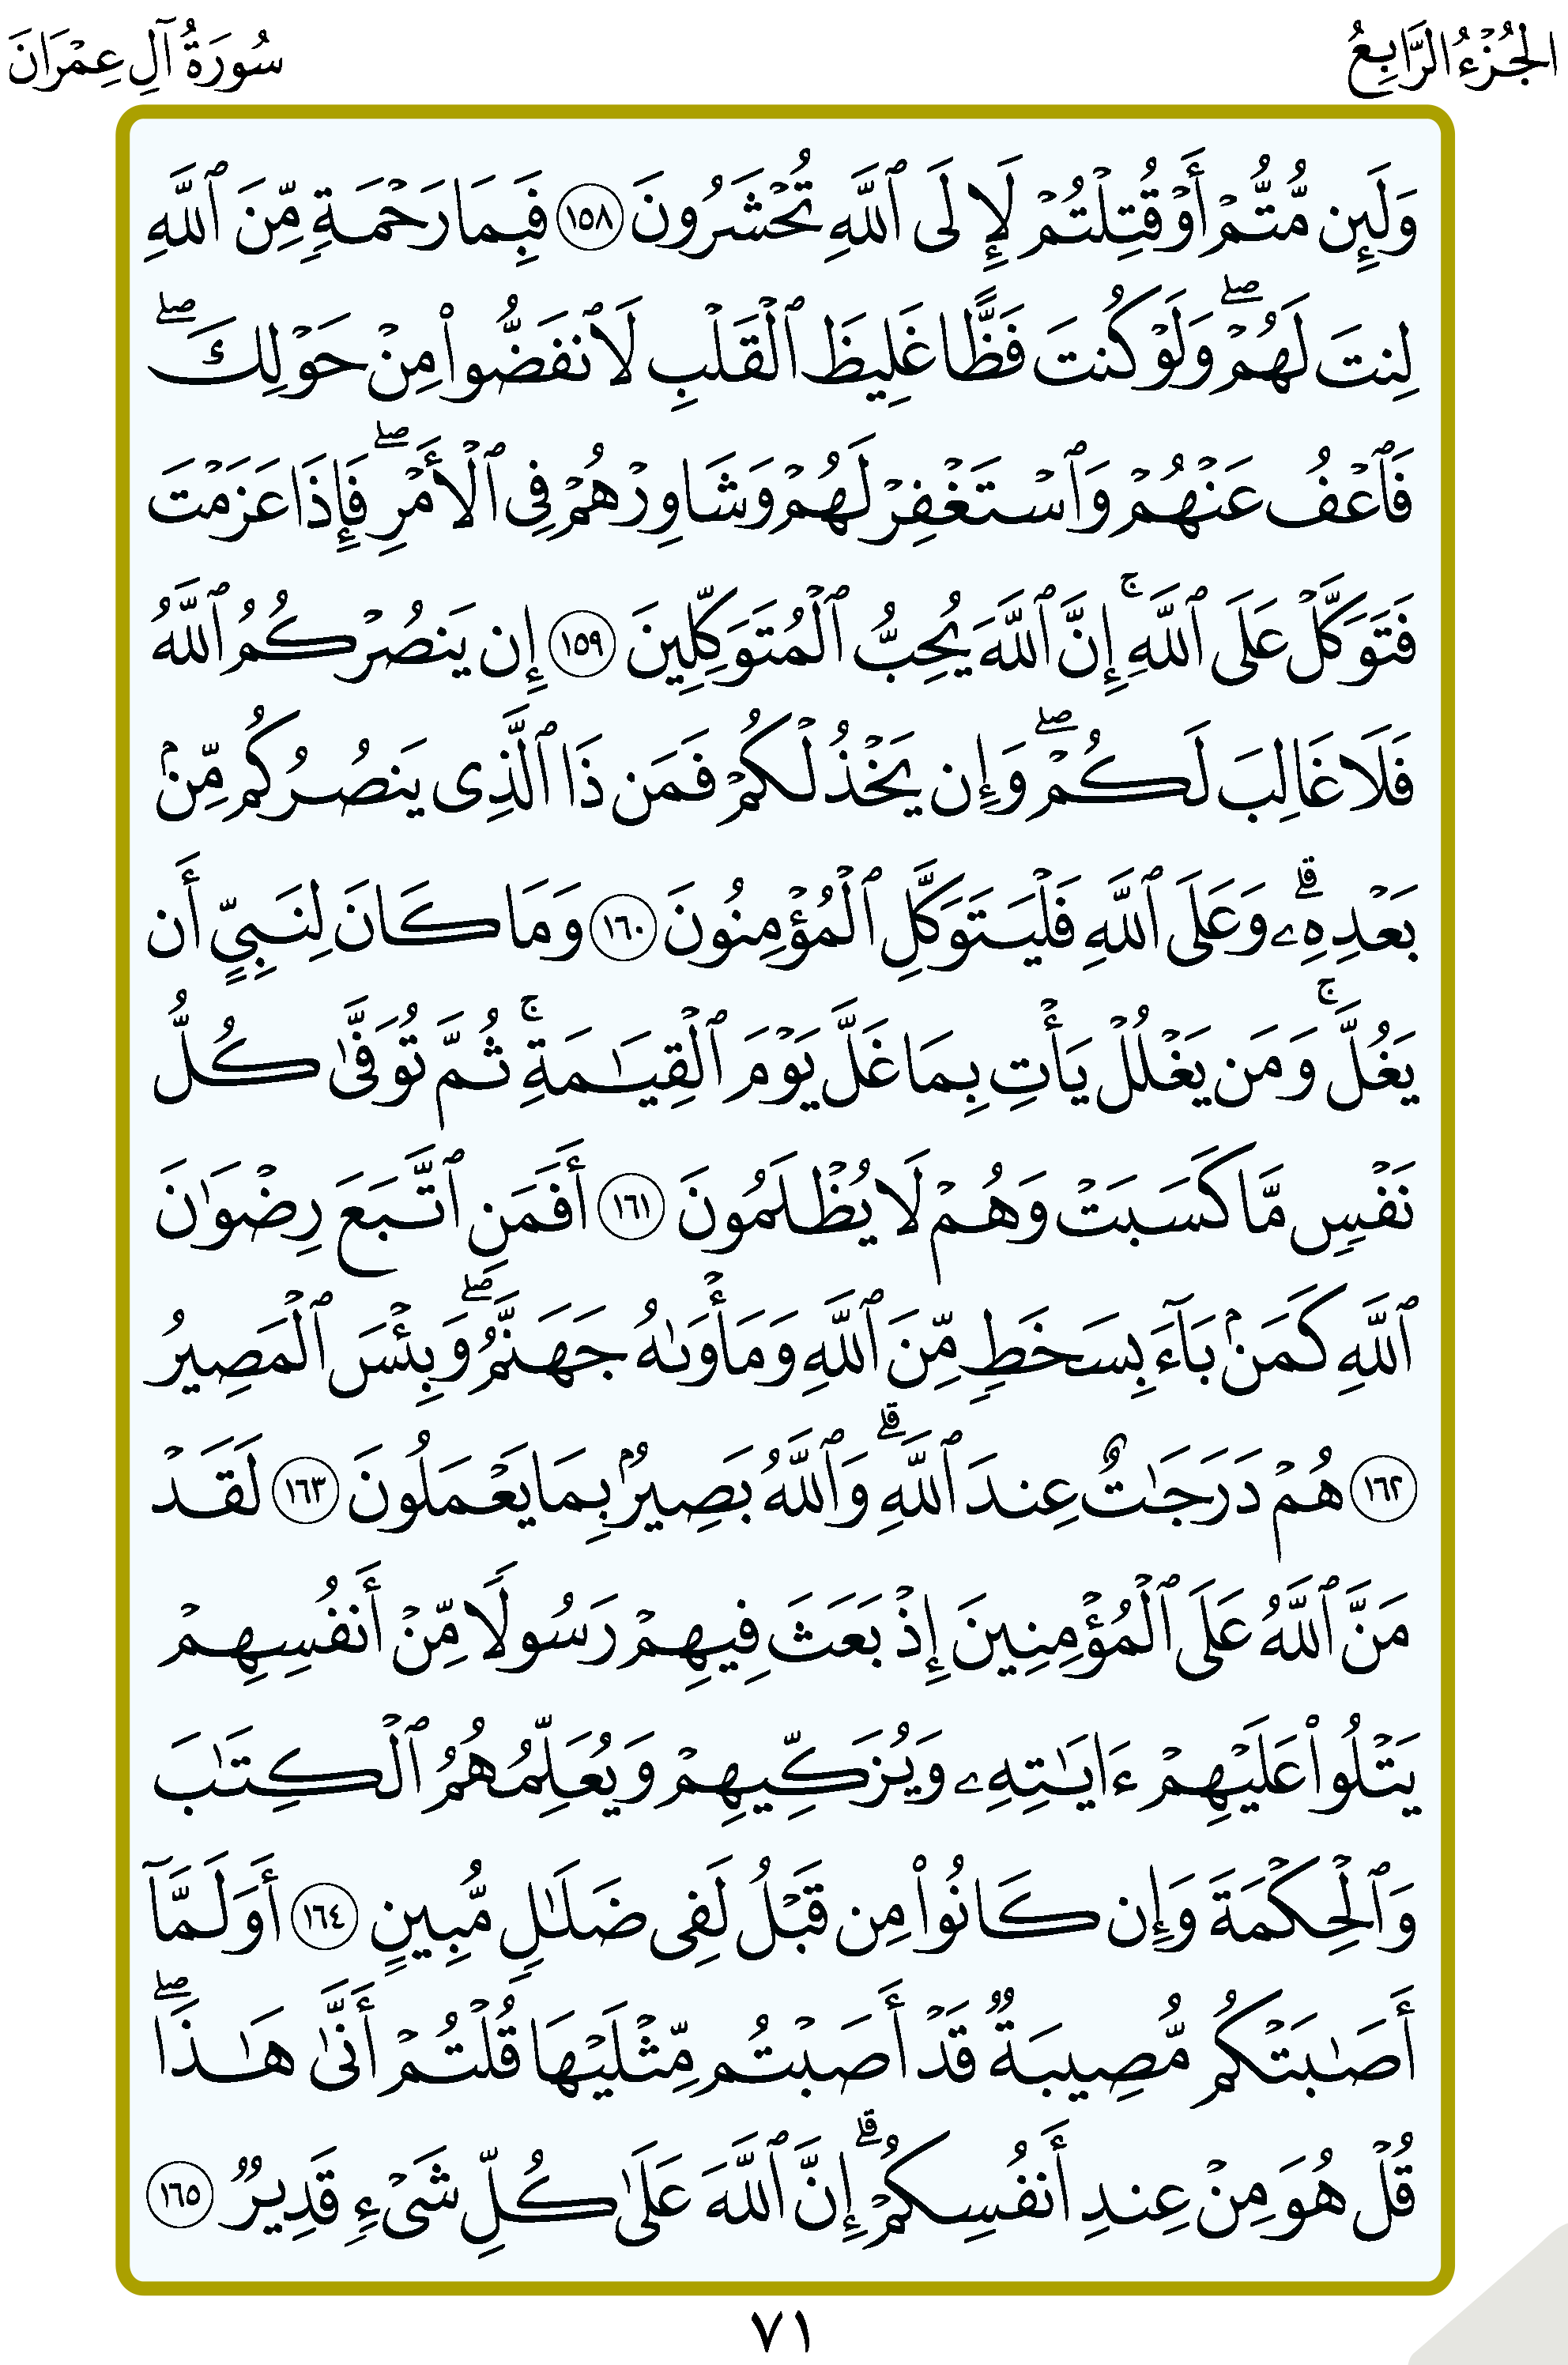 الجُزْءُ الرَّابِعُ
سُورَةُ آلِ عِمْرَانَ
وَلَئِن مُّتُّمْ أَوْ قُتِلْتُمْ لَإِلَى ٱللَّهِ تُحْشَرُونَ ١٥٨ فَبِمَا رَحْمَةٍ مِّنَ ٱللَّهِ
لِنتَ لَهُمْ ۖ وَلَوْ كُنتَ فَظًّا غَلِيظَ ٱلْقَلْبِ لَٱنفَضُّوا۟ مِنْ حَوْلِكَ ۖ
فَٱعْفُ عَنْهُمْ وَٱسْتَغْفِرْ لَهُمْ وَشَاوِرْهُمْ فِى ٱلْأَمْرِ ۖ فَإِذَا عَزَمْتَ
فَتَوَكَّلْ عَلَى ٱللَّهِ ۚ إِنَّ ٱللَّهَ يُحِبُّ ٱلْمُتَوَكِّلِينَ ١٥٩ إِن يَنصُرْكُمُ ٱللَّهُ
فَلَا غَالِبَ لَكُمْ ۖ وَإِن يَخْذُلْكُمْ فَمَن ذَا ٱلَّذِى يَنصُرُكُم مِّنۢ
بَعْدِهِۦ ۗ وَعَلَى ٱللَّهِ فَلْيَتَوَكَّلِ ٱلْمُؤْمِنُونَ ١٦٠ وَمَا كَانَ لِنَبِىٍّ أَن
يَغُلَّ ۚ وَمَن يَغْلُلْ يَأْتِ بِمَا غَلَّ يَوْمَ ٱلْقِيَـٰمَةِ ۚ ثُمَّ تُوَفَّىٰ كُلُّ
نَفْسٍ مَّا كَسَبَتْ وَهُمْ لَا يُظْلَمُونَ ١٦١ أَفَمَنِ ٱتَّبَعَ رِضْوَٰنَ
ٱللَّهِ كَمَنۢ بَآءَ بِسَخَطٍ مِّنَ ٱللَّهِ وَمَأْوَىٰهُ جَهَنَّمُ ۖ وَبِئْسَ ٱلْمَصِيرُ
١٦٢ هُمْ دَرَجَـٰتٌ عِندَ ٱللَّهِ ۗ وَٱللَّهُ بَصِيرٌۢ بِمَا يَعْمَلُونَ ١٦٣ لَقَدْ
مَنَّ ٱللَّهُ عَلَى ٱلْمُؤْمِنِينَ إِذْ بَعَثَ فِيهِمْ رَسُولًا مِّنْ أَنفُسِهِمْ
يَتْلُوا۟ عَلَيْهِمْ ءَايَـٰتِهِۦ وَيُزَكِّيهِمْ وَيُعَلِّمُهُمُ ٱلْكِتَـٰبَ
وَٱلْحِكْمَةَ وَإِن كَانُوا۟ مِن قَبْلُ لَفِى ضَلَـٰلٍ مُّبِينٍ ١٦٤ أَوَلَمَّآ
أَصَـٰبَتْكُم مُّصِيبَةٌ قَدْ أَصَبْتُم مِّثْلَيْهَا قُلْتُمْ أَنَّىٰ هَـٰذَا ۖ
قُلْ هُوَ مِنْ عِندِ أَنفُسِكُمْ ۗ إِنَّ ٱللَّهَ عَلَىٰ كُلِّ شَىْءٍ قَدِيرٌ ١٦٥
٧١